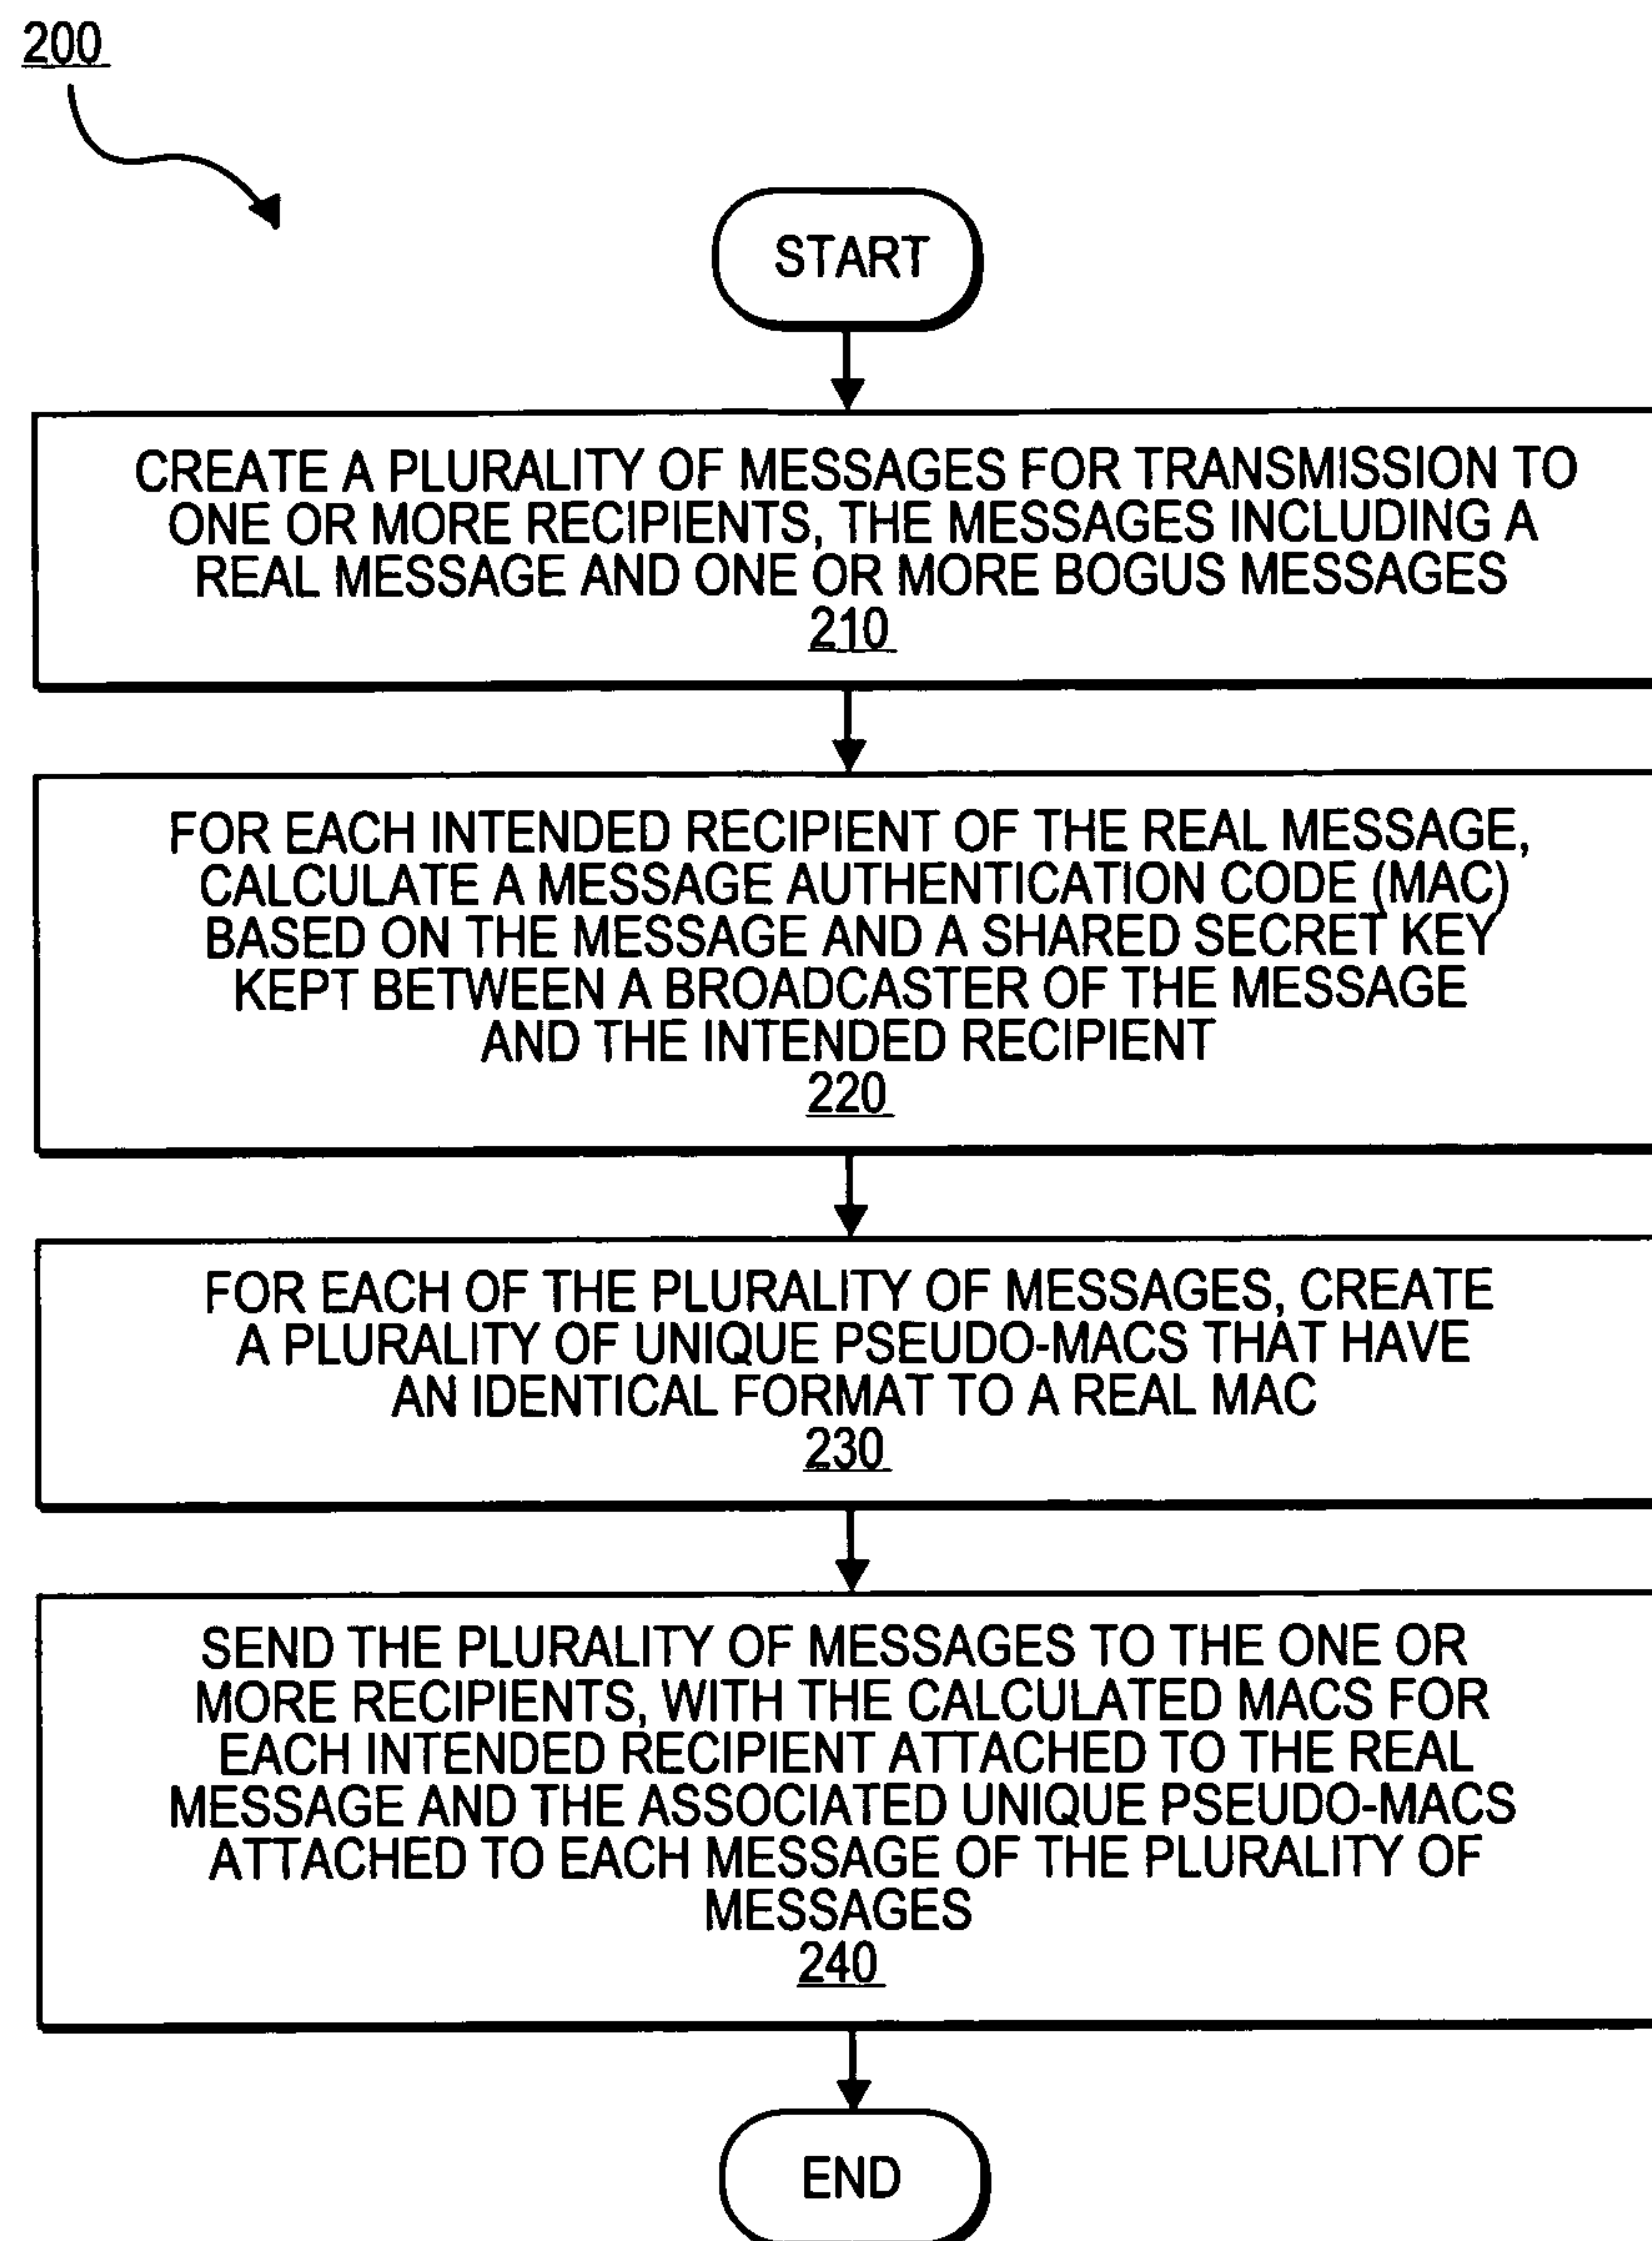 200
START
CREATE A PLURALITY OF MESSAGES FOR TRANSMISSION TO
ONE OR MORE RECIPIENTS, THE MESSAGES INCLUDING A
REAL MESSAGE AND ONE OR MORE BOGUS MESSAGES
210
FOR EACH INTENDED RECIPIENT OF THE REAL MESSAGE,
CALCULATE A MESSAGE AUTHENTICATION CODE (MAC)
BASED ON THE MESSAGE AND A SHARED SECRET KEY
KEPT BETWEEN A BROADCASTER OF THE MESSAGE
AND THE INTENDED RECIPIENT
220
FOR EACH OF THE PLURALITY OF MESSAGES, CREATE
A PLURALITY OF UNIQUE PSEUDO-MACS THAT HAVE
AN IDENTICAL FORMAT TO A REAL MAC
230
SEND THE PLURALITY OF MESSAGES TO THE ONE OR
MORE RECIPIENTS, WITH THE CALCULATED MACS FOR
EACH INTENDED RECIPIENT ATTACHED TO THE REAL
MESSAGE AND THE ASSOCIATED UNIQUE PSEUDO-MACS
ATTACHED TO EACH MESSAGE OF THE PLURALITY OF
MESSAGES
240
END